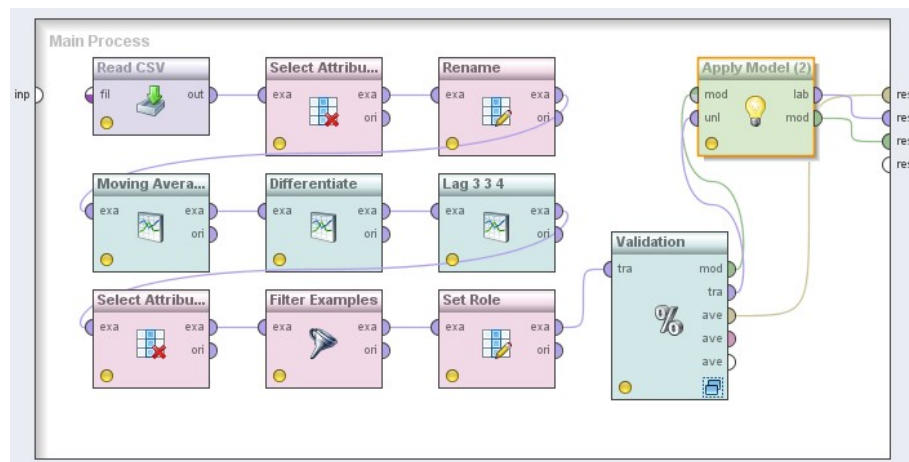 Main Process
Read CSV
fil out
Select Attribu...
exa exa
ori
Rename
exa exa
ori
Apply Model (2)
mod lab
unl mod
inp
res
res
res
res
Moving Avera...
exa exa
ori
Differentiate
exa exa
ori
Lag 3 3 4
exa exa
ori
Validation
tra mod
tra
ave
ave
ave
%
Select Attribu...
exa exa
ori
Filter Examples
exa exa
ori
Set Role
exa exa
ori